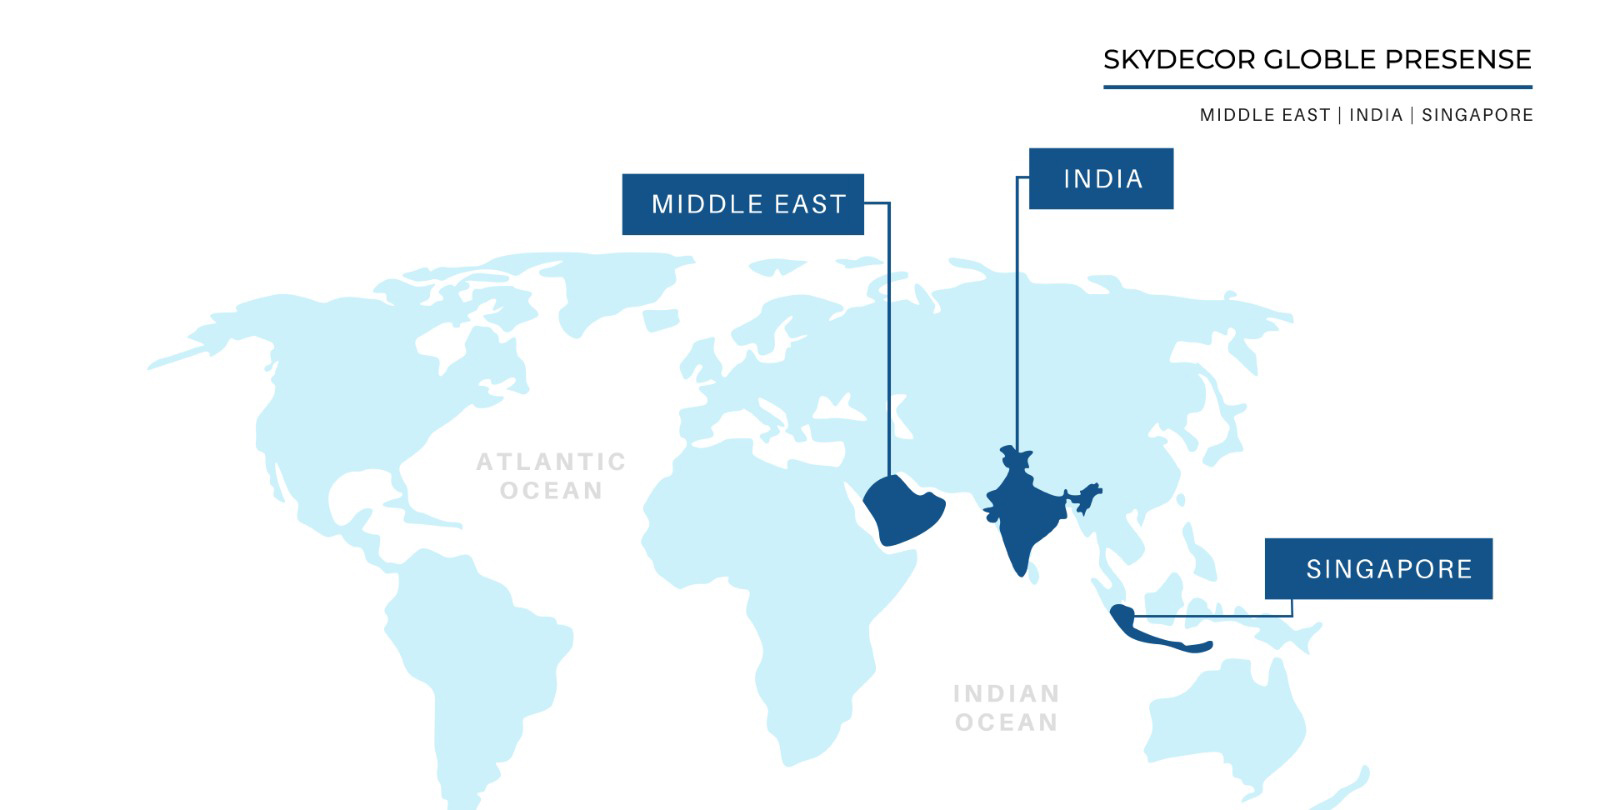 SKYDECOR GLOBLE PRESENSE
MIDDLE EAST | INDIA | SINGAPORE
INDIA
MIDDLE EAST
ATLANTIC
OCEAN
SINGAPORE
INDIAN
OCEAN